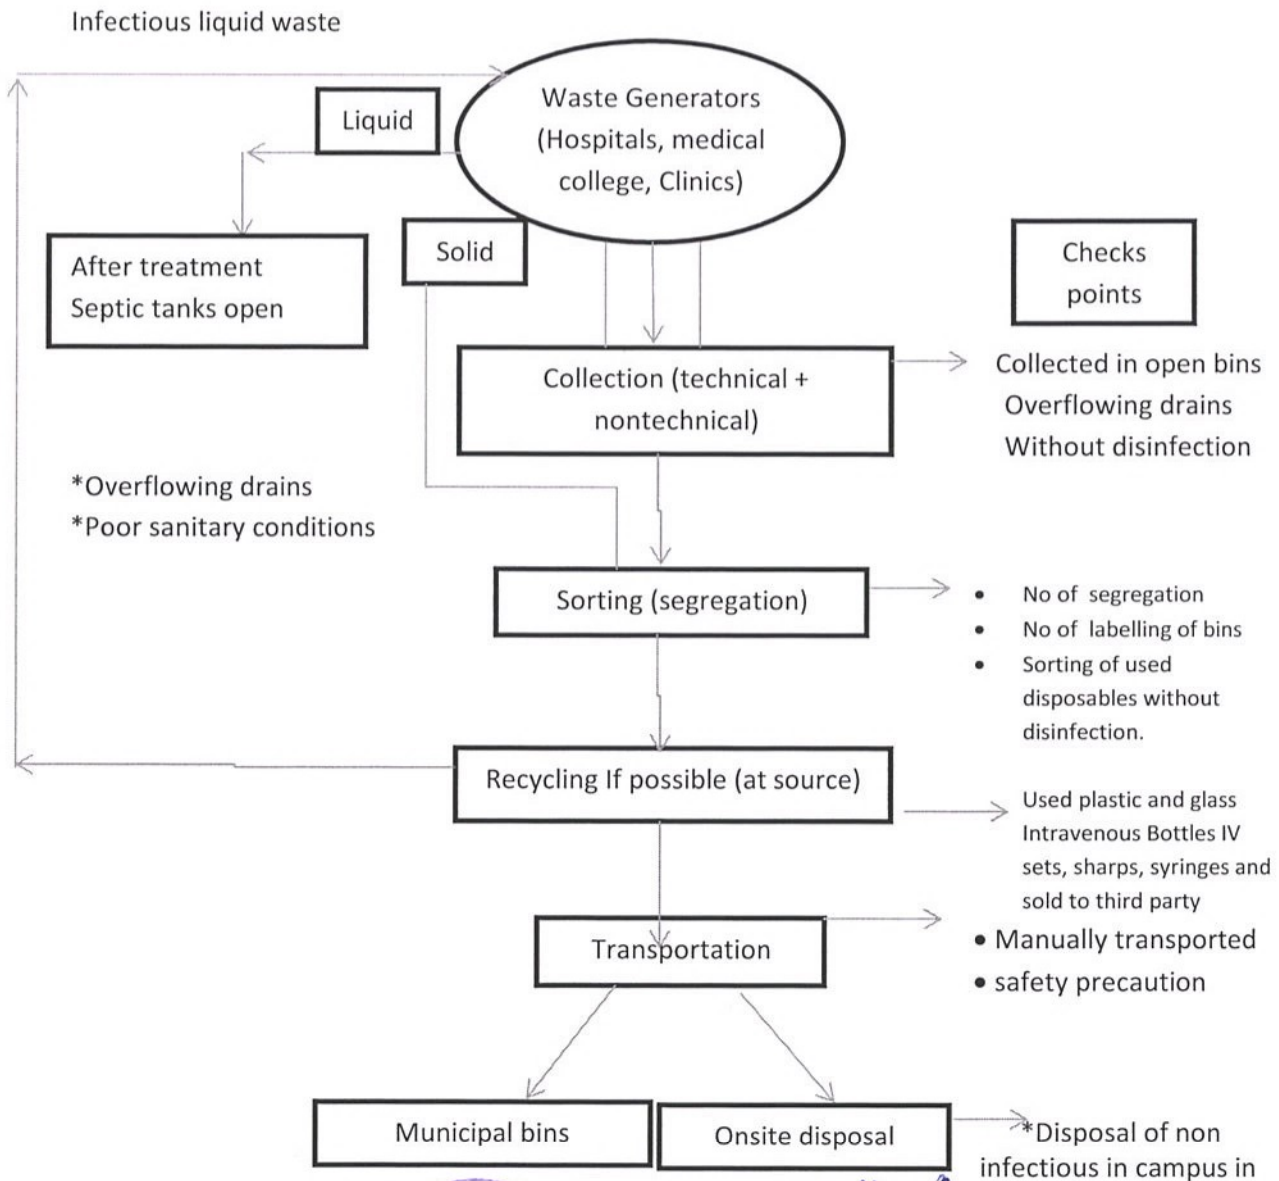 Infectious liquid waste
Waste Generators
(Hospitals, medical
college, Clinics)
Liquid
After treatment
Septic tanks open
Solid
Checks
points
Collection (technical +
nontechnical)
Collected in open bins
Overflowing drains
Without disinfection
*Overflowing drains
*Poor sanitary conditions
Sorting (segregation)
• No of segregation
• No of labelling of bins
• Sorting of used
disposables without
disinfection.
Recycling If possible (at source)
Used plastic and glass
Intravenous Bottles IV
sets, sharps, syringes and
sold to third party
Transportation
• Manually transported
• safety precaution
Municipal bins
Onsite disposal
*Disposal of non
infectious in campus in